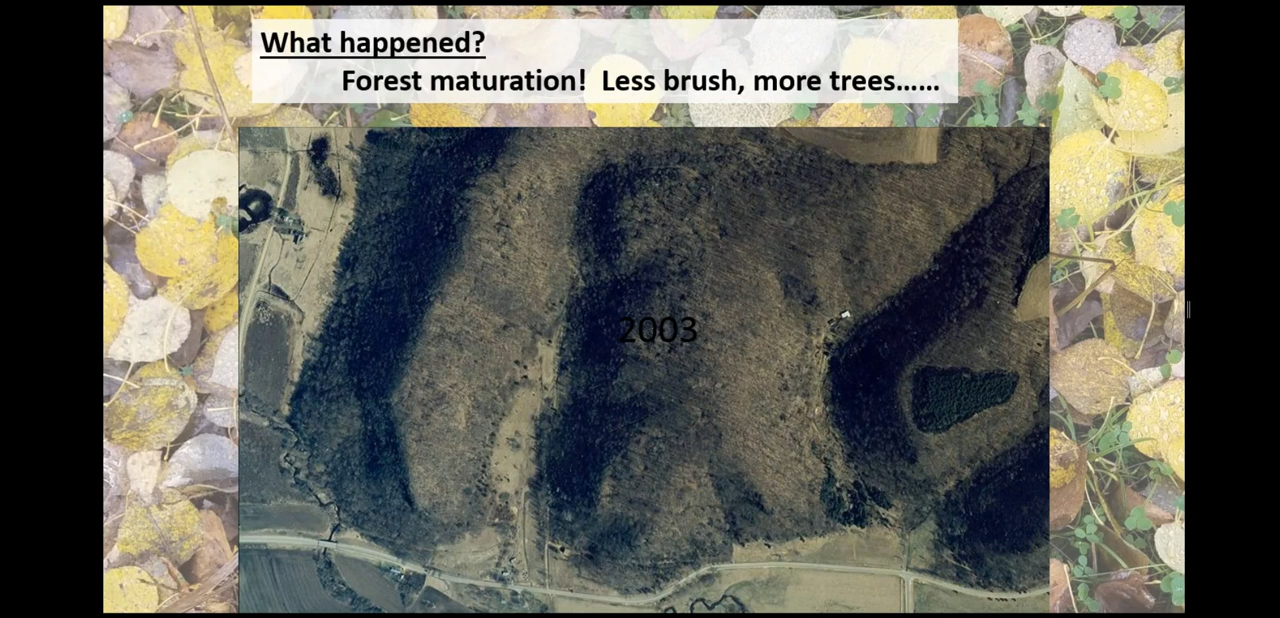 What happened?
Forest maturation!  Less brush, more trees......
2003